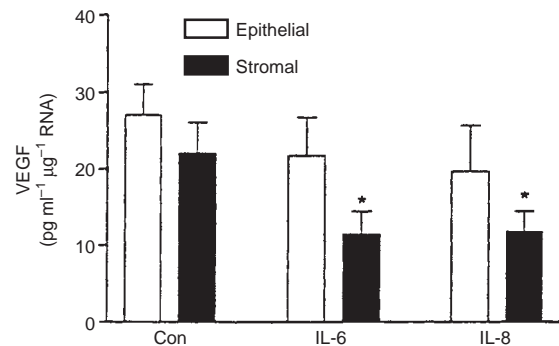 40
30
20
10
0
VEGF
(pg ml⁻¹ µg⁻¹ RNA)
Epithelial
Stromal
*
*
Con
IL-6
IL-8